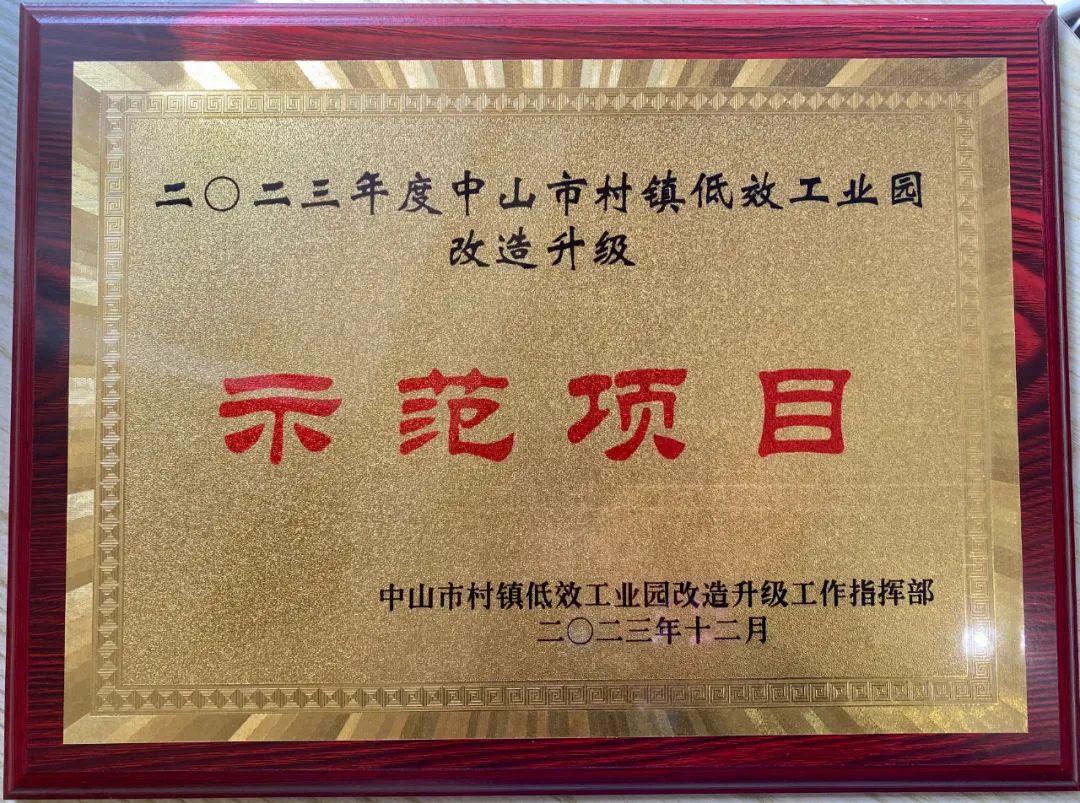 二〇二三年度中山市村镇低效工业园
改造升级
示范项目
中山市村镇低效工业园改造升级工作指挥部
二〇二三年十二月